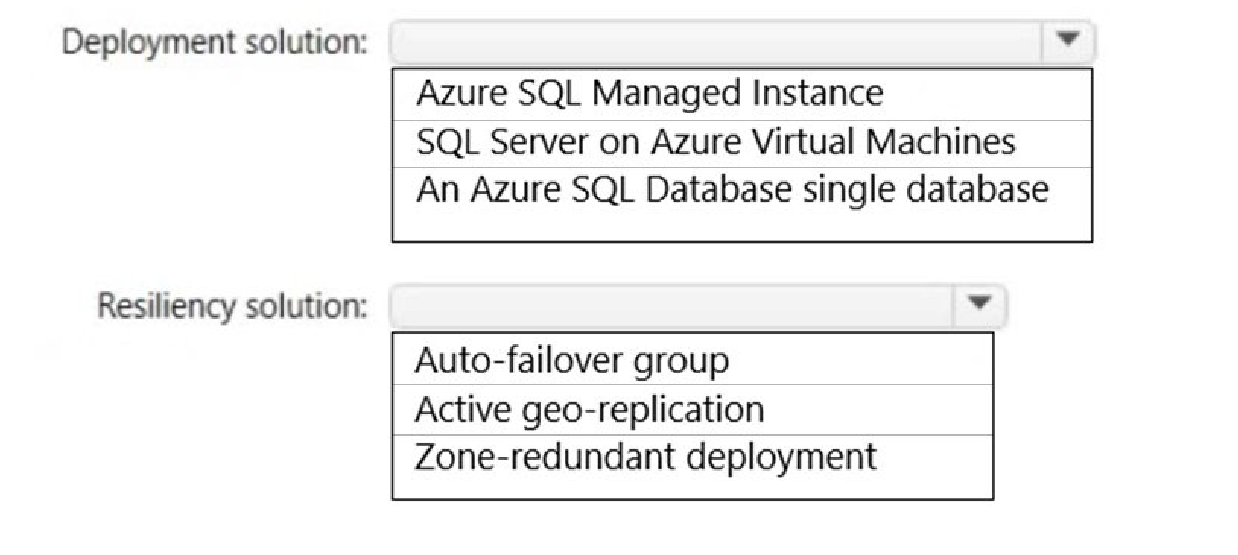 Deployment solution:
Azure SQL Managed Instance
SQL Server on Azure Virtual Machines
An Azure SQL Database single database
Resiliency solution:
Auto-failover group
Active geo-replication
Zone-redundant deployment